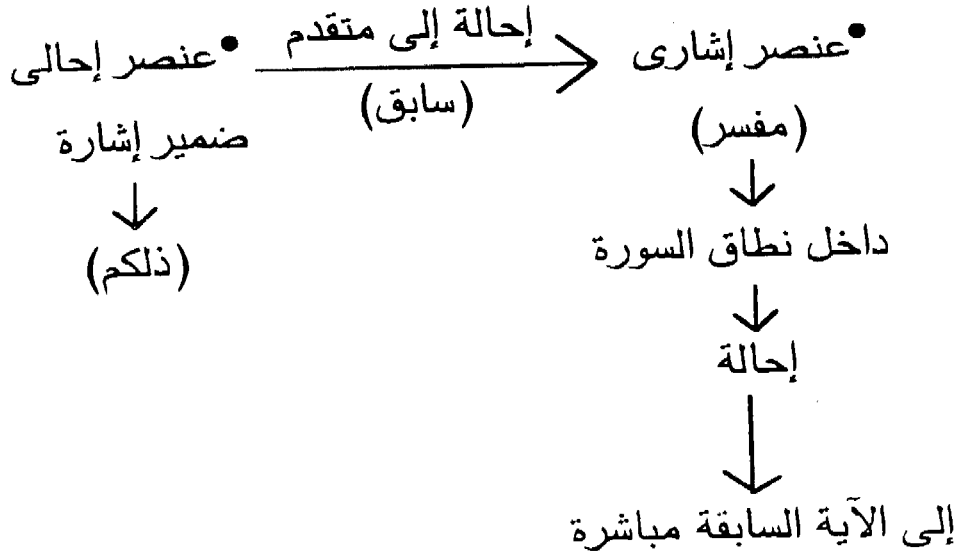 •عنصر إشارى
إحالة إلى متقدم
•عنصر إحالى
(سابق)
(مفسر)
ضمير إشارة
داخل نطاق السورة
(ذلكم)
إحالة
إلى الآية السابقة مباشرة